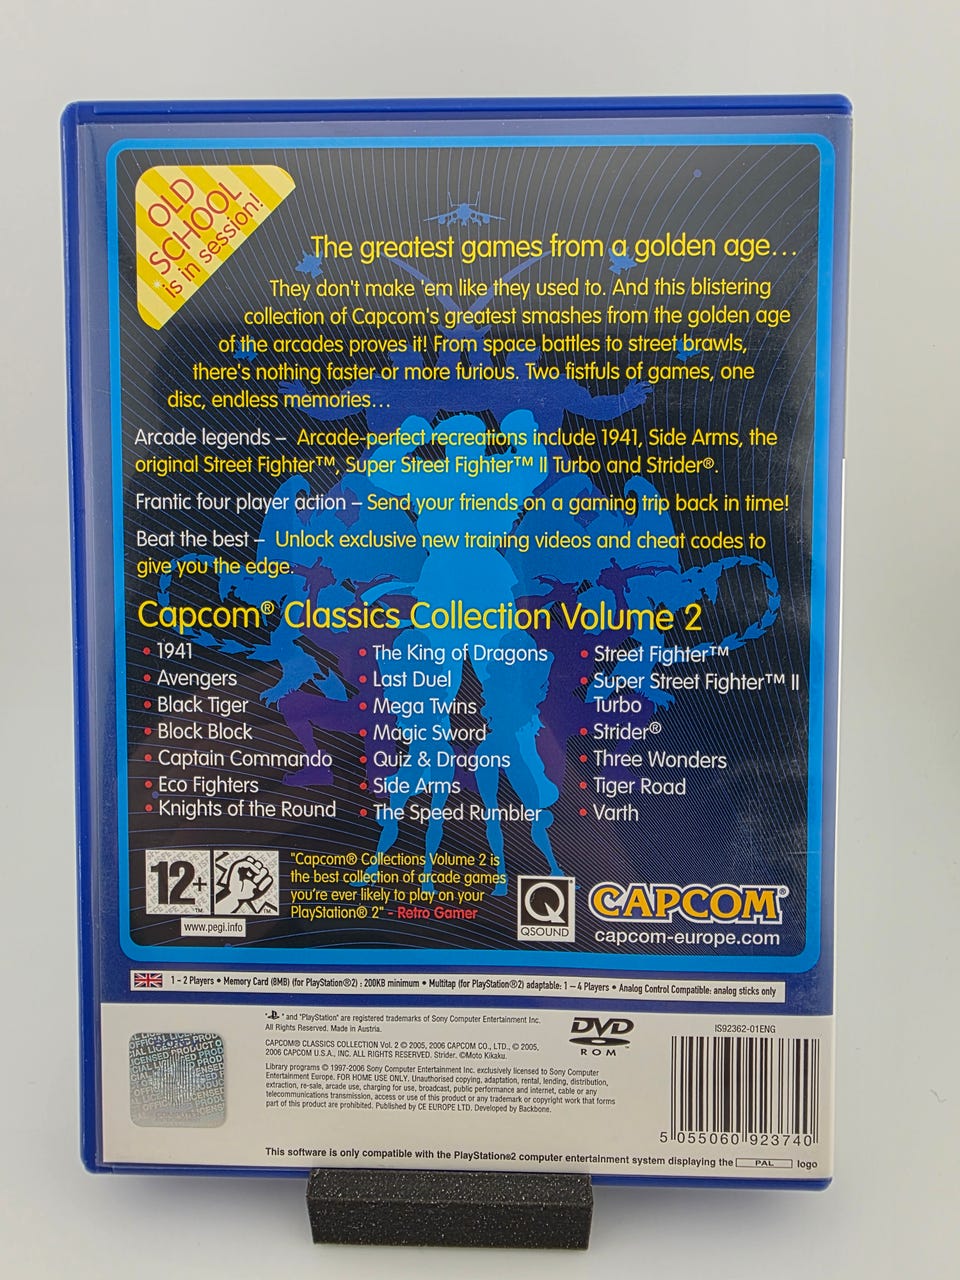 OLD
SCHOOL
is in session!
The greatest games from a golden age...
They don't make 'em like they used to. And this blistering
collection of Capcom's greatest smashes from the golden age
of the arcades proves it! From space battles to street brawls,
there's nothing faster or more furious. Two fistfuls of games, one
disc, endless memories...
Arcade legends – Arcade-perfect recreations include 1941, Side Arms, the
original Street Fighter™, Super Street Fighter™ II Turbo and Strider®.
Frantic four player action – Send your friends on a gaming trip back in time!
Beat the best – Unlock exclusive new training videos and cheat codes to
give you the edge.
Capcom® Classics Collection Volume 2
• 1941
• Avengers
• Black Tiger
• Block Block
• Captain Commando
• Eco Fighters
• Knights of the Round
• The King of Dragons
• Last Duel
• Mega Twins
• Magic Sword
• Quiz & Dragons
• Side Arms
• The Speed Rumbler
• Street Fighter™
• Super Street Fighter™ II
Turbo
• Strider®
• Three Wonders
• Tiger Road
• Varth
12+
www.pegi.info
"Capcom® Collections Volume 2 is
the best collection of arcade games
you're ever likely to play on your
PlayStation® 2" - Retro Gamer
Q
QSOUND
CAPCOM®
capcom-europe.com
1 – 2 Players • Memory Card (8MB) (for PlayStation®2) : 200KB minimum • Multitap (for PlayStation®2) adaptable: 1 – 4 Players • Analog Control Compatible: analog sticks only
" and "PlayStation" are registered trademarks of Sony Computer Entertainment Inc.
All Rights Reserved. Made in Austria.
CAPCOM® CLASSICS COLLECTION Vol. 2 © 2005, 2006 CAPCOM CO., LTD., © 2005,
2006 CAPCOM U.S.A., INC. ALL RIGHTS RESERVED. Strider. ©Moto Kikaku.
Library programs © 1997-2006 Sony Computer Entertainment Inc. exclusively licensed to Sony Computer
Entertainment Europe. FOR HOME USE ONLY. Unauthorised copying, adaptation, rental, lending, distribution,
extraction, re-sale, arcade use, charging for use, broadcast, public performance and internet, cable or any
telecommunications transmission, access or use of this product or any trademark or copyright work that forms
part of this product are prohibited. Published by CE EUROPE LTD. Developed by Backbone.
DVD
ROM
IS92362-01ENG
5 055060 923740
This software is only compatible with the PlayStation®2 computer entertainment system displaying the PAL logo